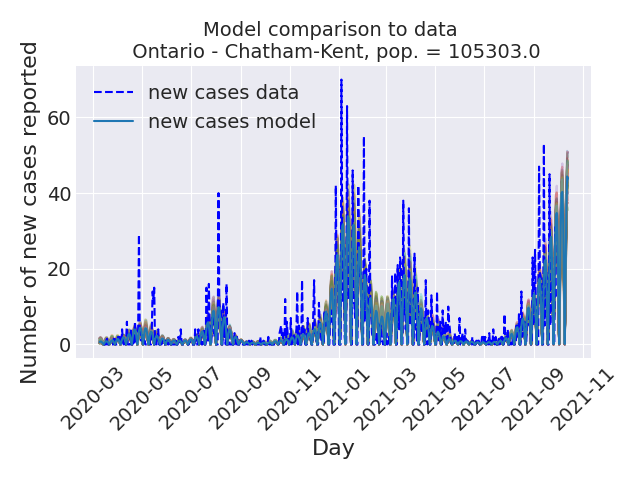 Model comparison to data
Ontario - Chatham-Kent, pop. = 105303.0
Number of new cases reported
60
40
20
0
new cases data
new cases model
2020-03
2020-05
2020-07
2020-09
2020-11
2021-01
2021-03
2021-05
2021-07
2021-09
2021-11
Day